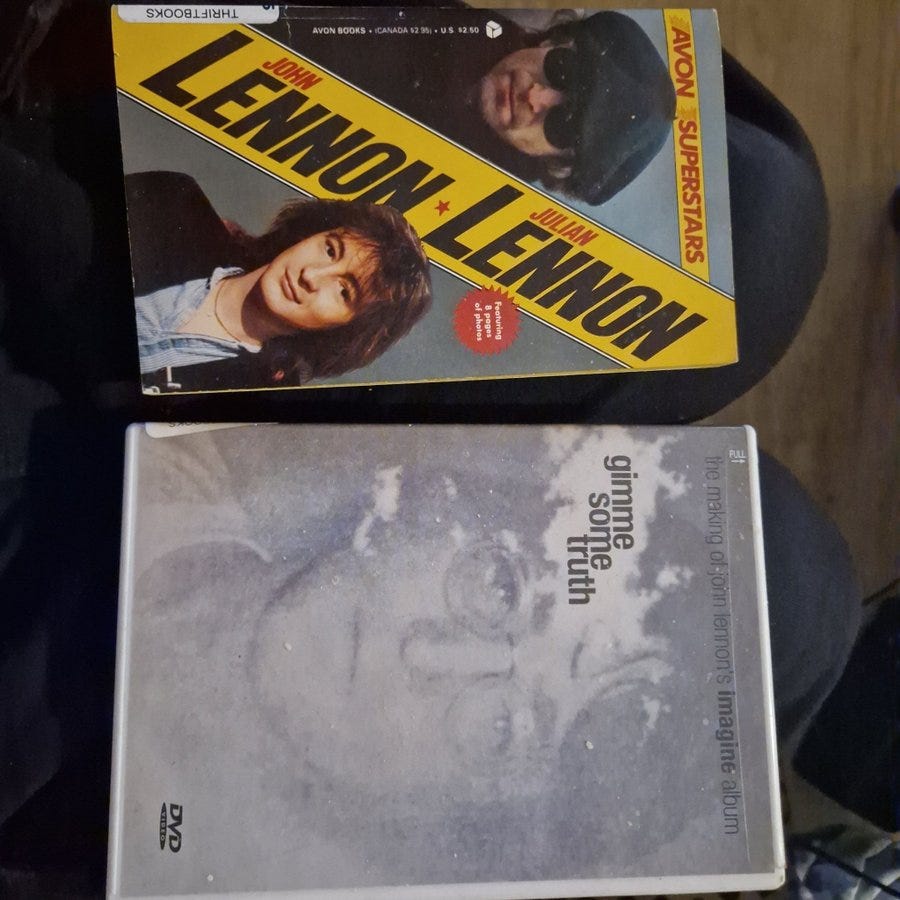 THRIFTBOOKS
AVON SUPERSTARS
AVON BOOKS • (CANADA $2.95) • U.S. $2.50
JOHN
LENNON
JULIAN
LENNON
Featuring
8 pages
of photos
PULL
the making of john lennon's imagine album
gimme
some
truth
DVD
VIDEO